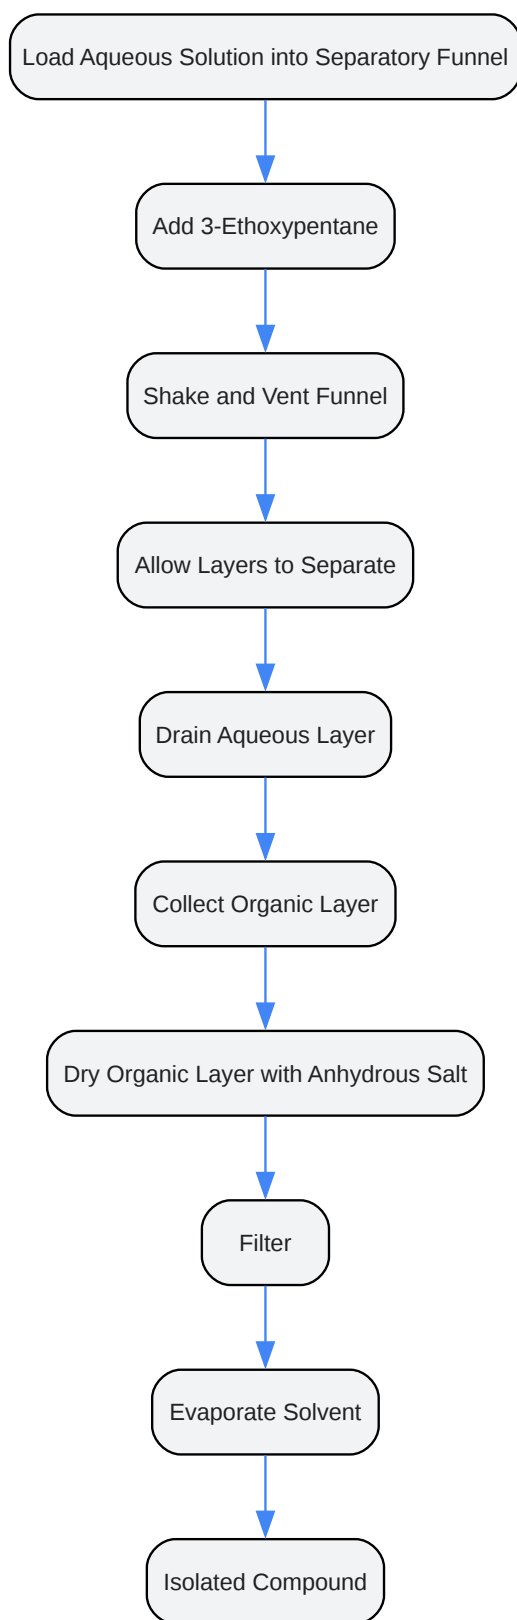 Load Aqueous Solution into Separatory Funnel
Add 3-Ethoxypentane
Shake and Vent Funnel
Allow Layers to Separate
Drain Aqueous Layer
Collect Organic Layer
Dry Organic Layer with Anhydrous Salt
Filter
Evaporate Solvent
Isolated Compound